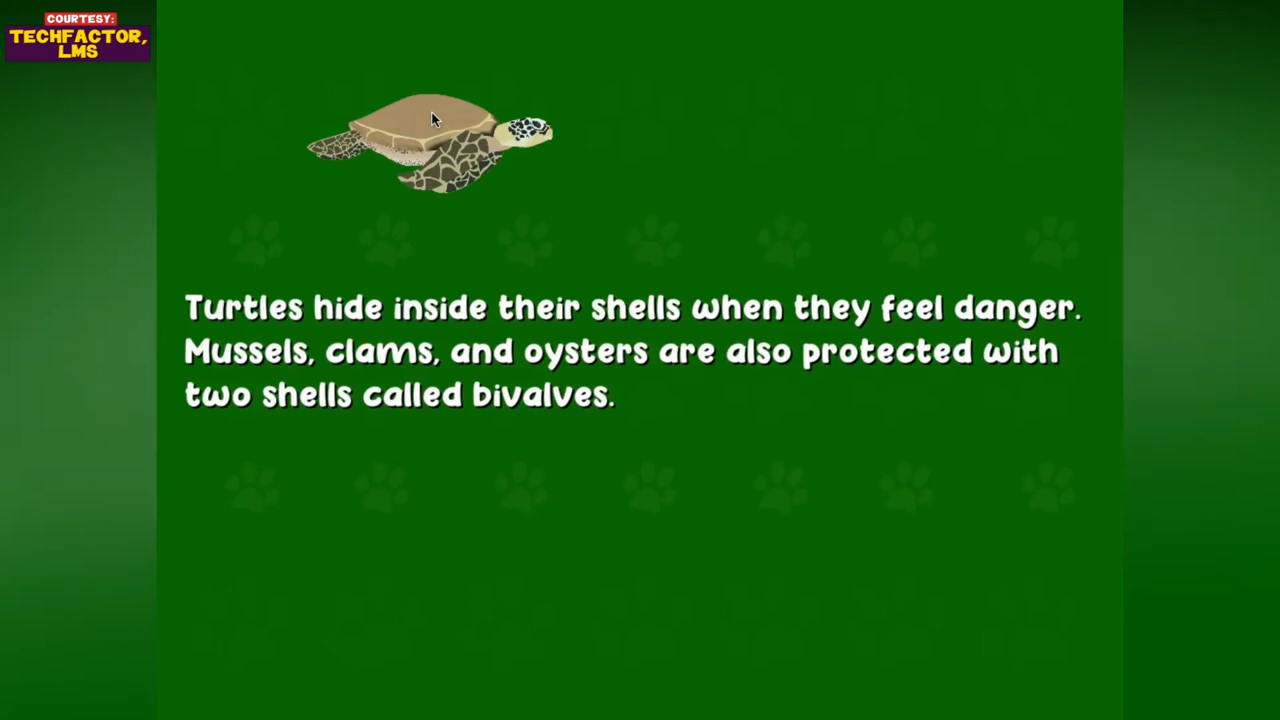 COURTESY:
TECHFACTOR,
LMS
Turtles hide inside their shells when they feel danger.
Mussels, clams, and oysters are also protected with
two shells called bivalves.